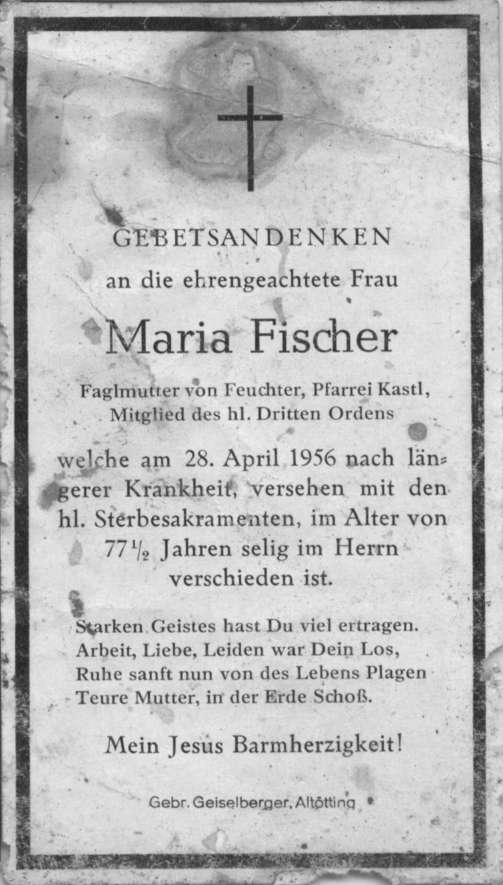 GEBETSANDENKEN
an die ehrengeachtete Frau
Maria Fischer
Faglmutter von Feuchter, Pfarrei Kastl,
Mitglied des hl. Dritten Ordens
welche am 28. April 1956 nach län-
gerer Krankheit, versehen mit den
hl. Sterbesakramenten, im Alter von
77½ Jahren selig im Herrn
verschieden ist.
Starken Geistes hast Du viel ertragen.
Arbeit, Liebe, Leiden war Dein Los,
Ruhe sanft nun von des Lebens Plagen
Teure Mutter, in der Erde Schoß.
Mein Jesus Barmherzigkeit!
Gebr. Geiselberger, Altötting